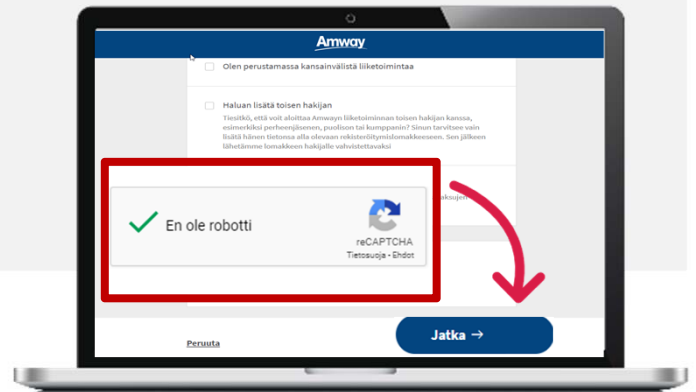 Amway
Olen perustamassa kansainvälistä liiketoimintaa
Haluan lisätä toisen hakijan
Tiesitkö, että voit aloittaa Amwayn liiketoiminnan toisen hakijan kanssa,
esimerkiksi perheenjäsenen, puolison tai kumppanin? Sinun tarvitsee vain
lisätä hänen tietonsa alla olevaan rekisteröitymislomakkeeseen. Sen jälkeen
lähetämme lomakkeen hakijalle vahvistettavaksi
aksujen
En ole robotti
reCAPTCHA
Tietosuoja - Ehdot
Peruuta
Jatka →